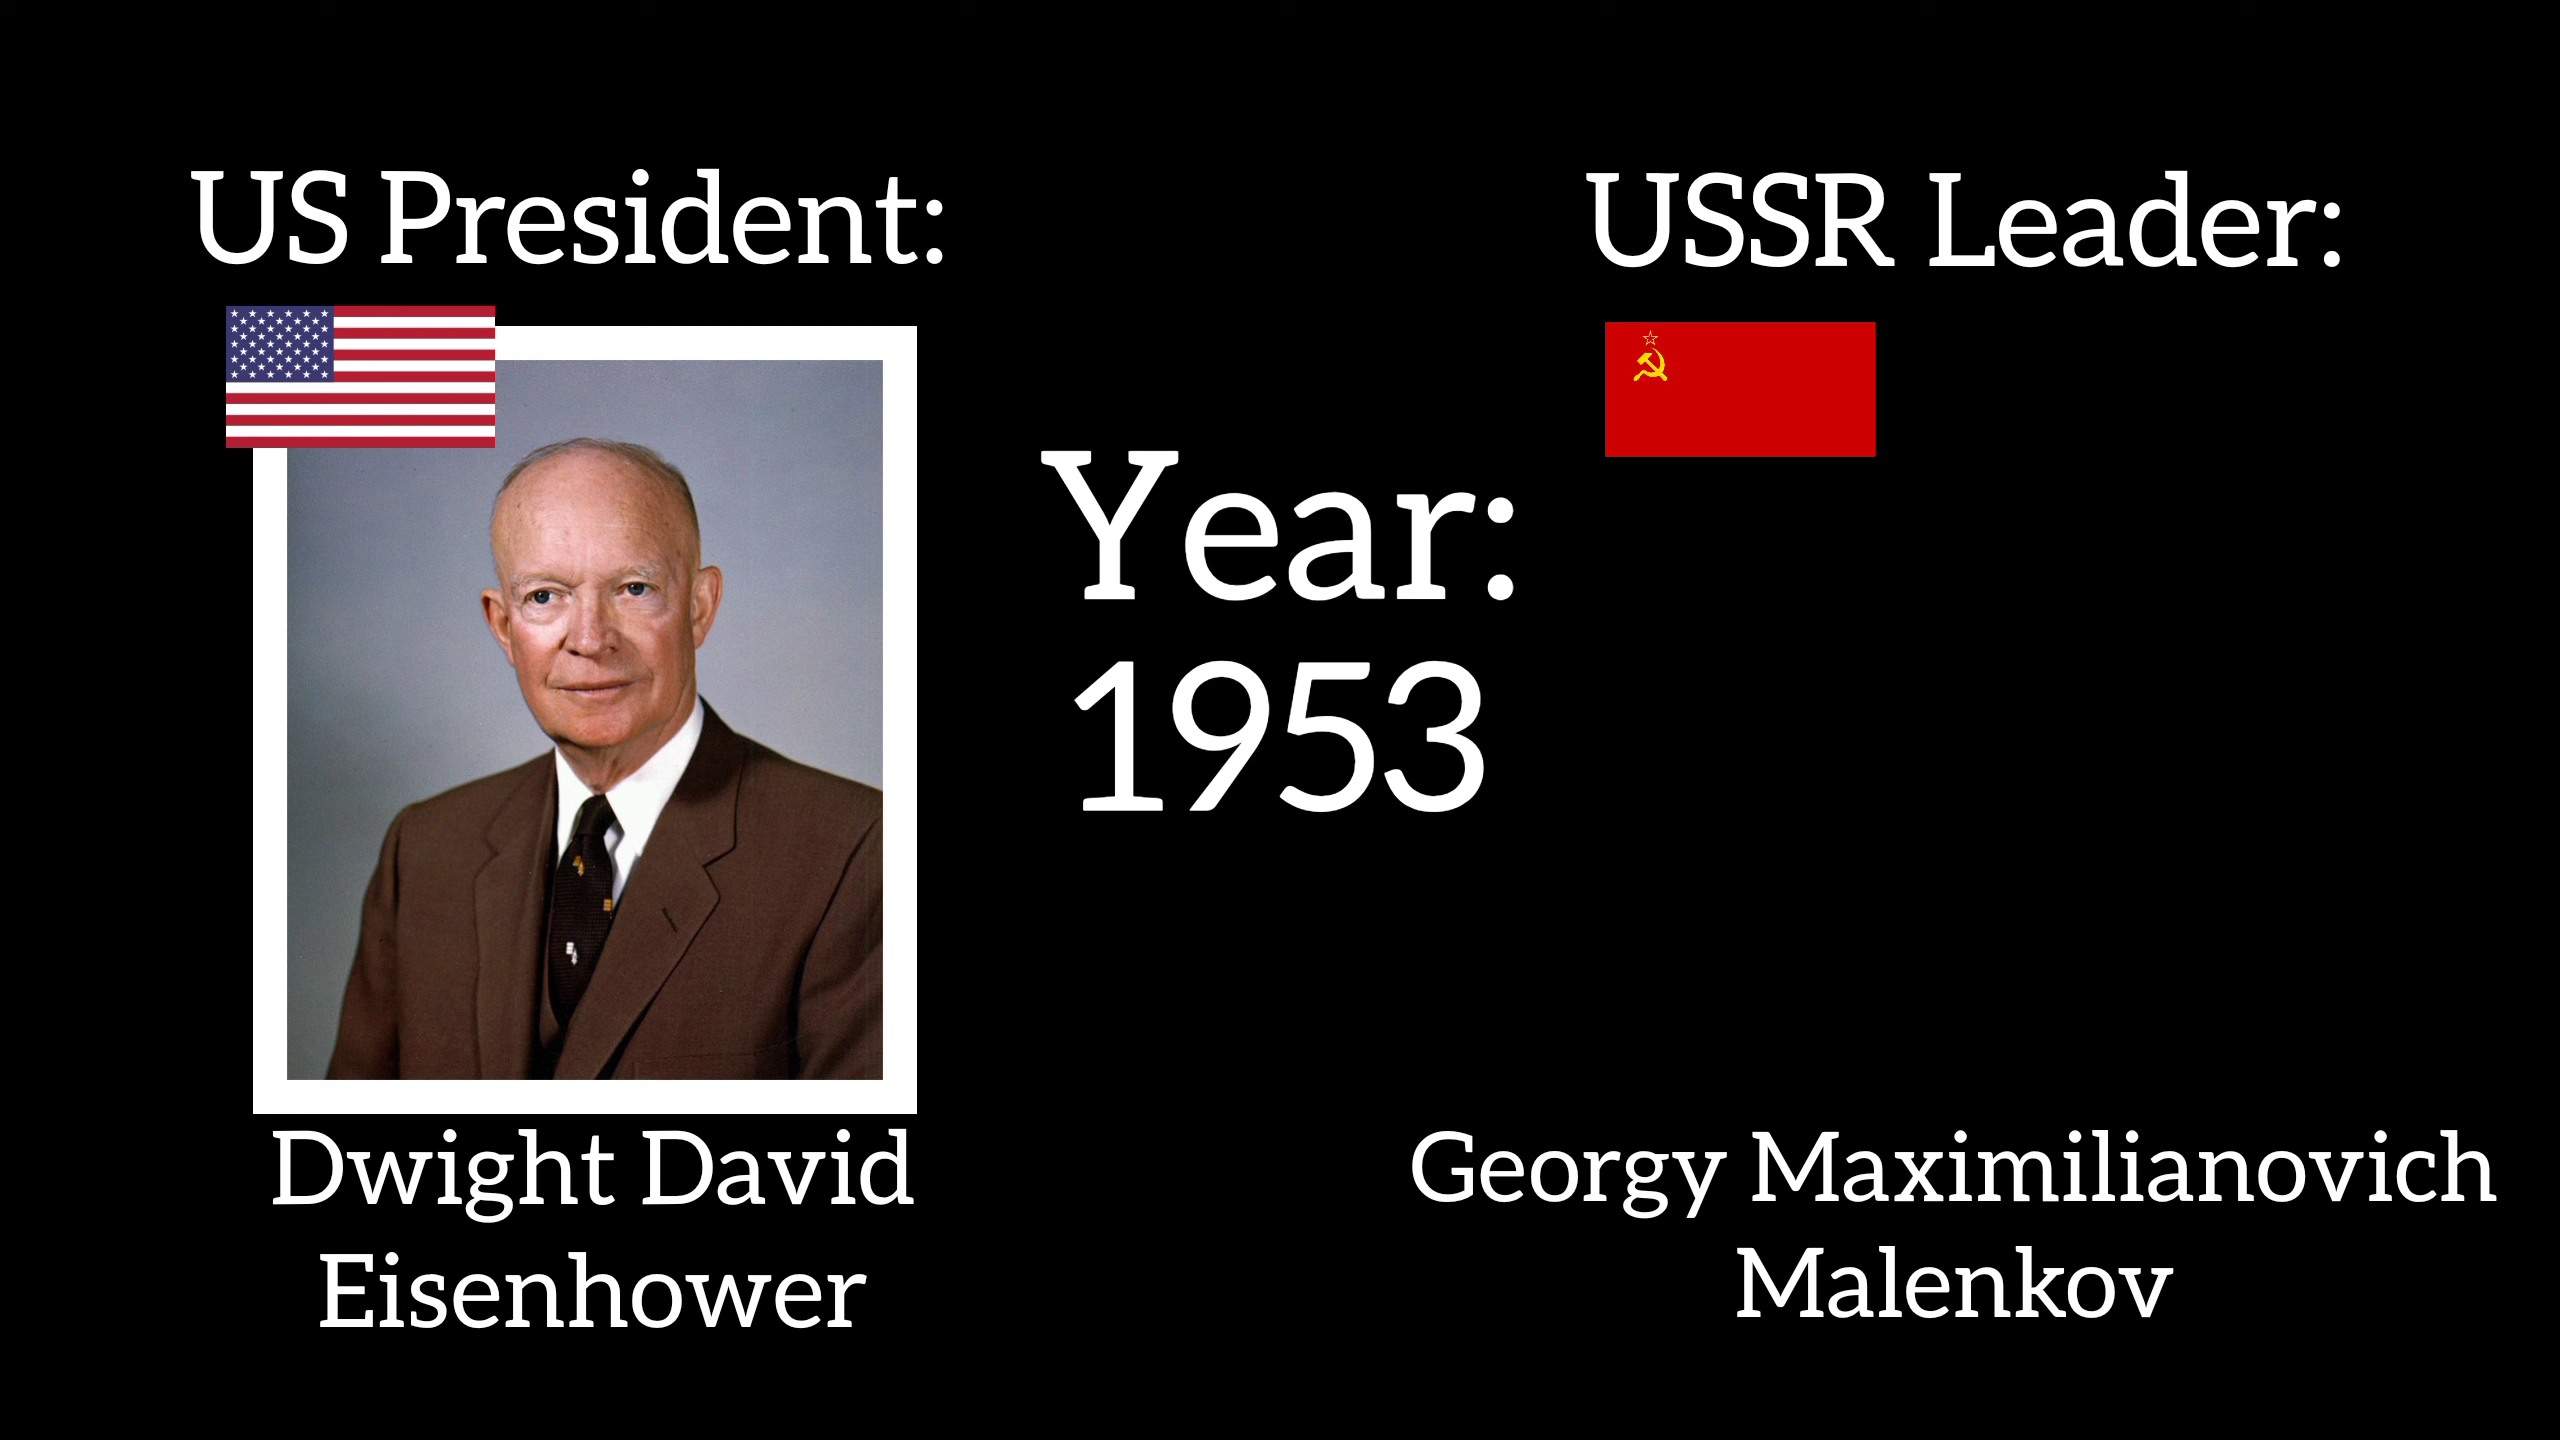 US President:
USSR Leader:
Year:
1953
Dwight David
Eisenhower
Georgy Maximilianovich
Malenkov